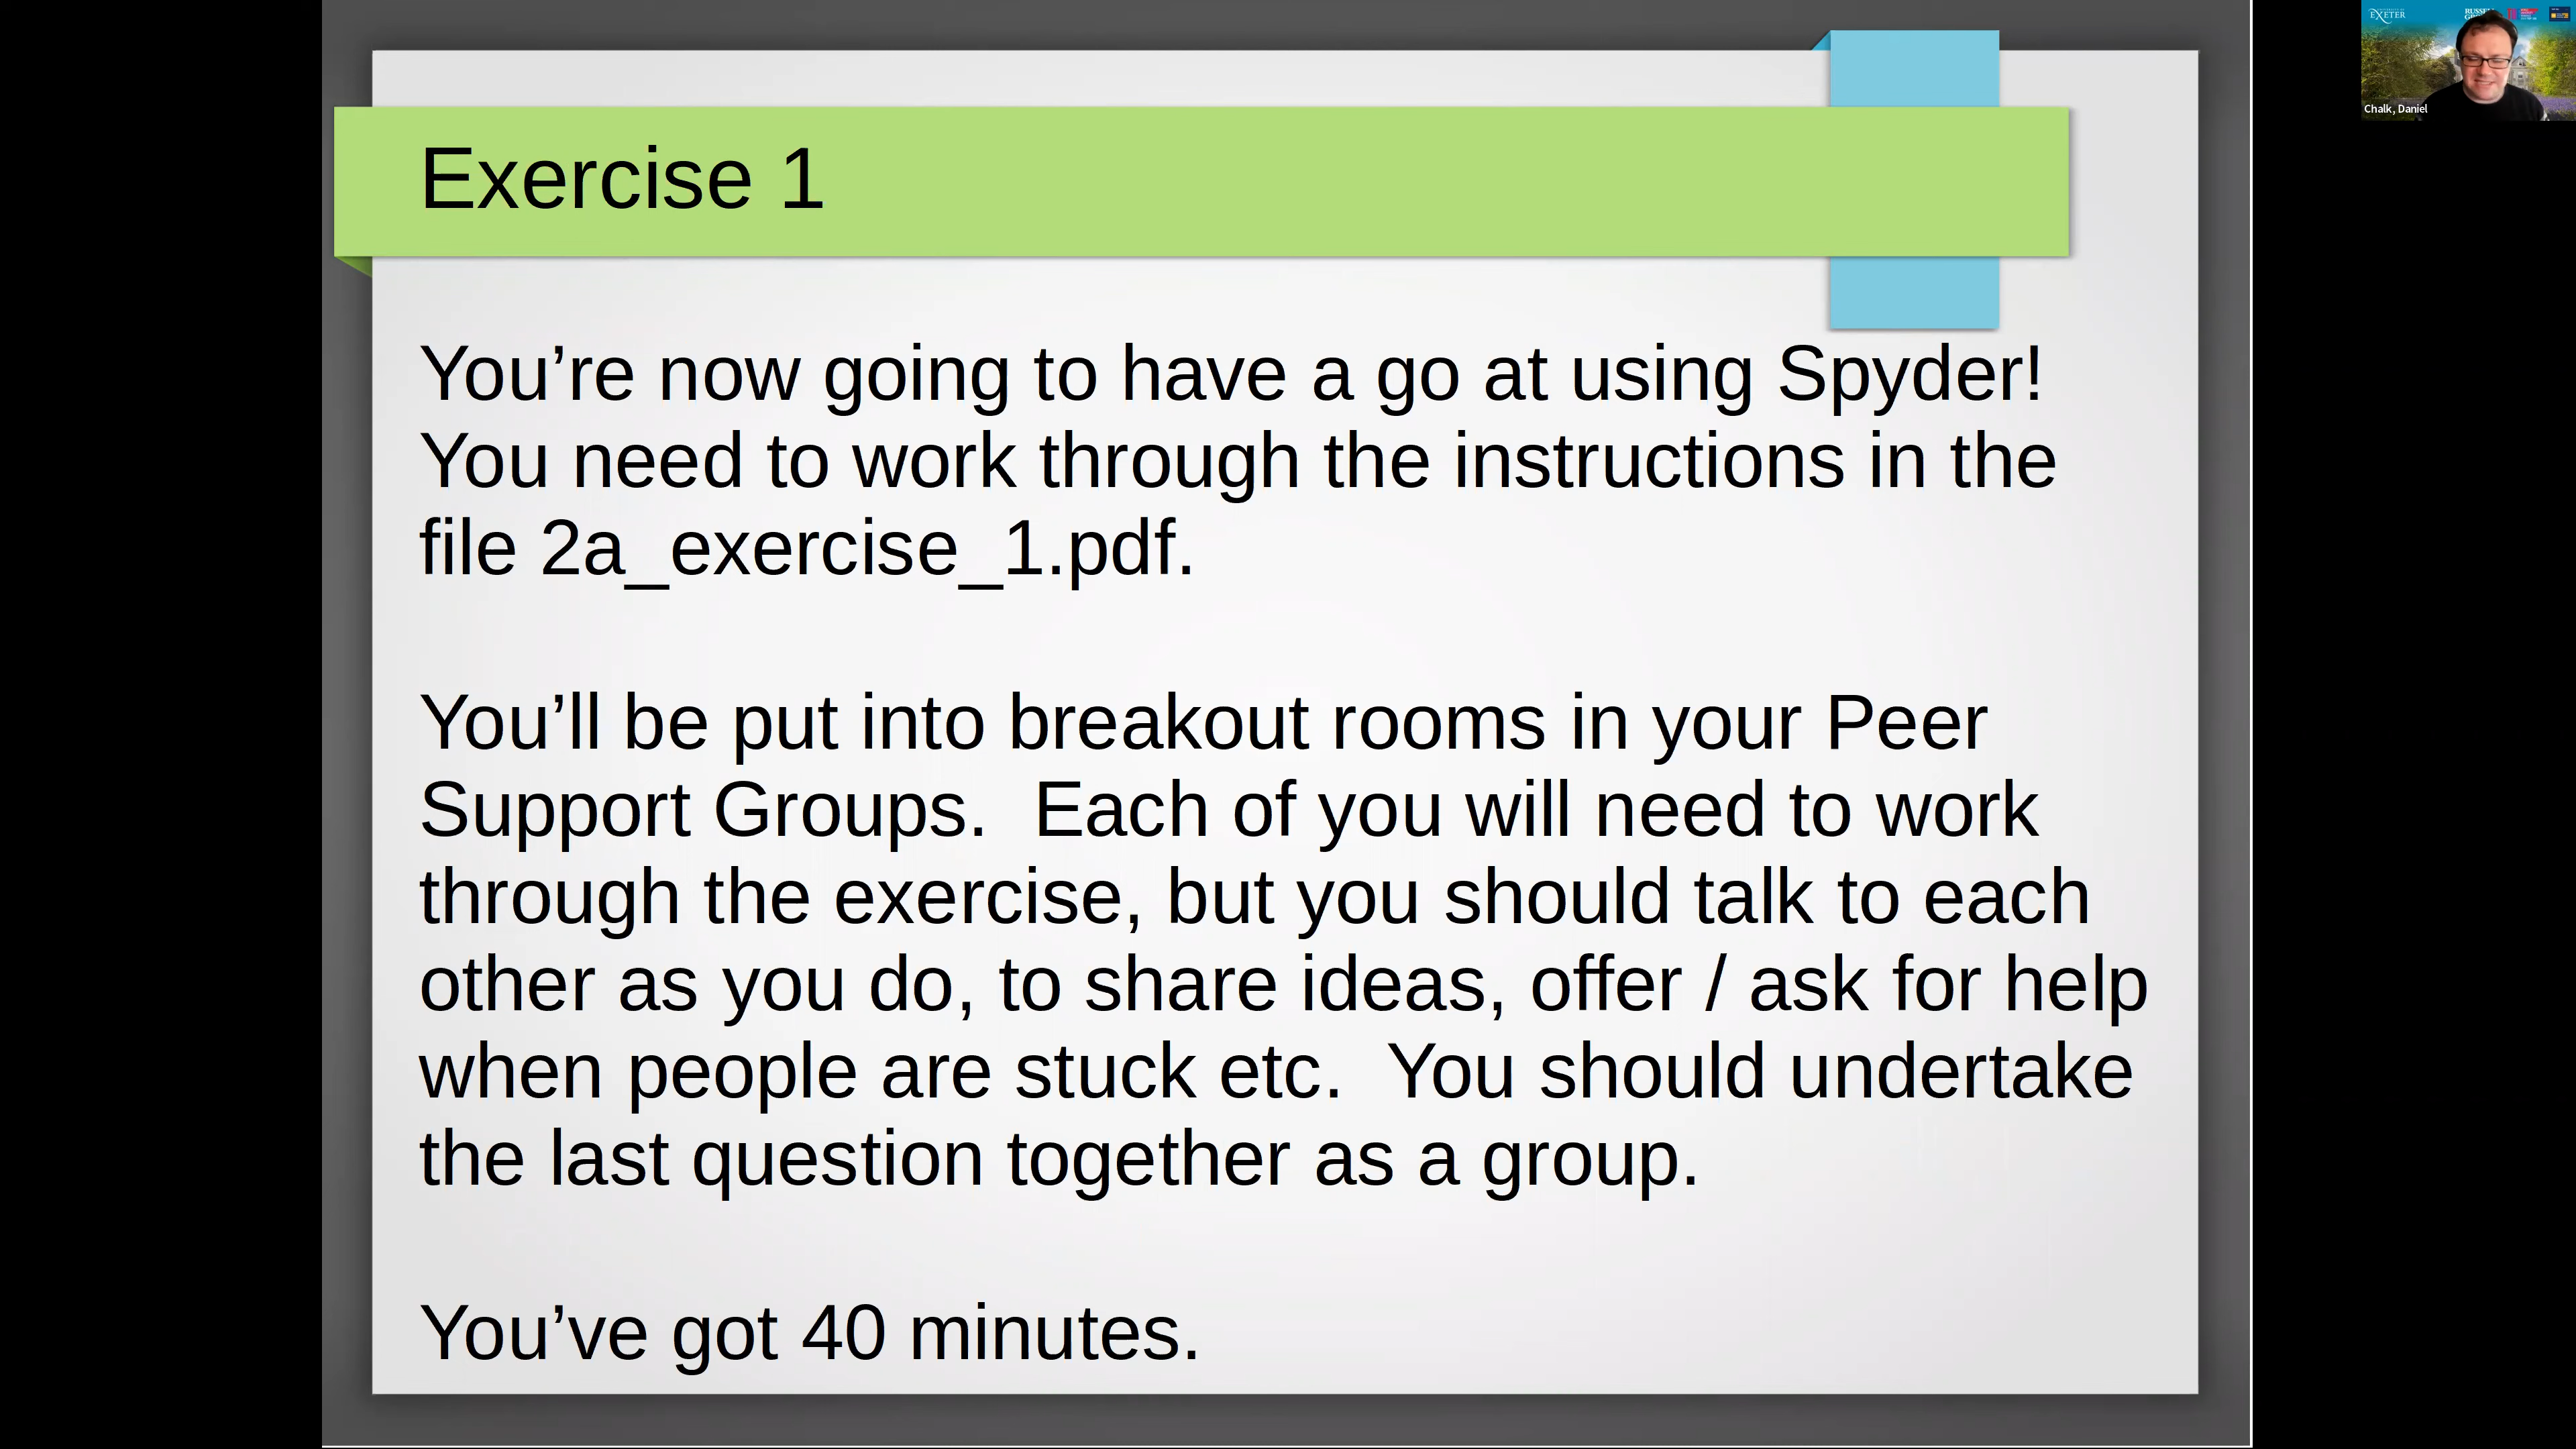 Exercise 1
You’re now going to have a go at using Spyder!
You need to work through the instructions in the
file 2a_exercise_1.pdf.
You’ll be put into breakout rooms in your Peer
Support Groups.  Each of you will need to work
through the exercise, but you should talk to each
other as you do, to share ideas, offer / ask for help
when people are stuck etc.  You should undertake
the last question together as a group.
You’ve got 40 minutes.
EXETER
Chalk, Daniel